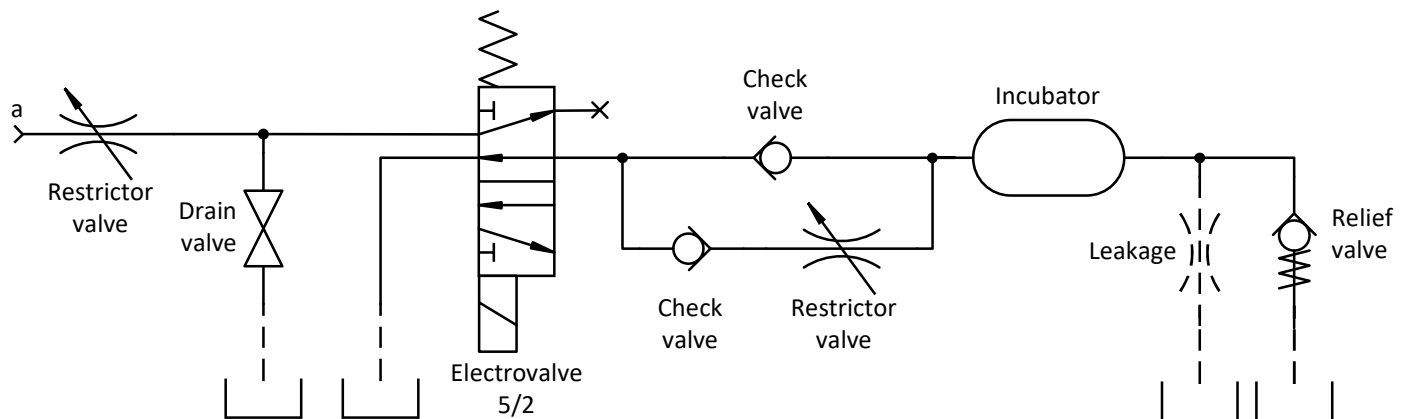 a
Restrictor
valve
Drain
valve
Electrovalve
5/2
Check
valve
Check
valve
Restrictor
valve
Incubator
Leakage
Relief
valve